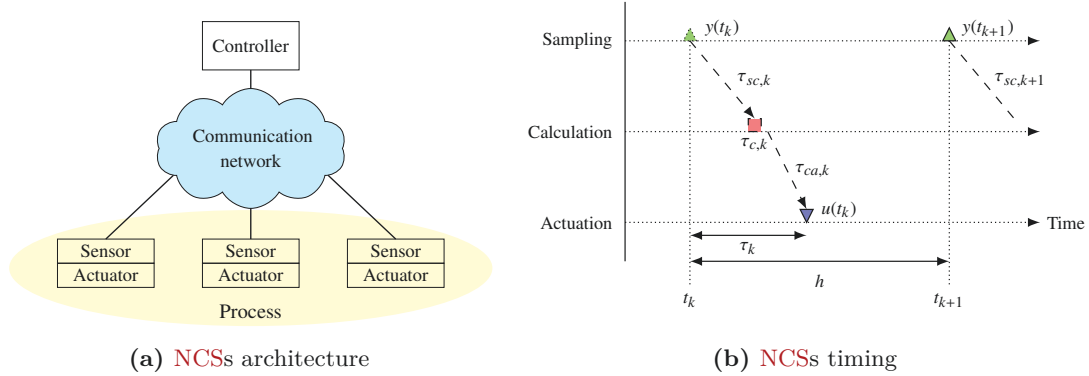 Controller
Communication
network
Sensor
Actuator
Sensor
Actuator
Sensor
Actuator
Process
(a) NCSs architecture
Sampling
y(t_k)
y(t_{k+1})
τ_{sc,k}
τ_{sc,k+1}
Calculation
τ_{c,k}
τ_{ca,k}
Actuation
u(t_k)
Time
τ_k
h
t_k
t_{k+1}
(b) NCSs timing